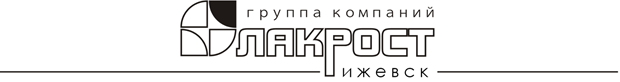 группа компаний
ЛАКРОСТ
ижевск